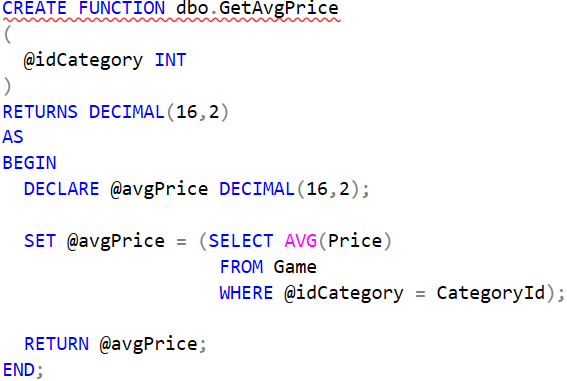 CREATE FUNCTION dbo.GetAvgPrice
(
@idCategory INT
)
RETURNS DECIMAL(16,2)
AS
BEGIN
DECLARE @avgPrice DECIMAL(16,2);
SET @avgPrice = (SELECT AVG(Price)
FROM Game
WHERE @idCategory = CategoryId);
RETURN @avgPrice;
END;